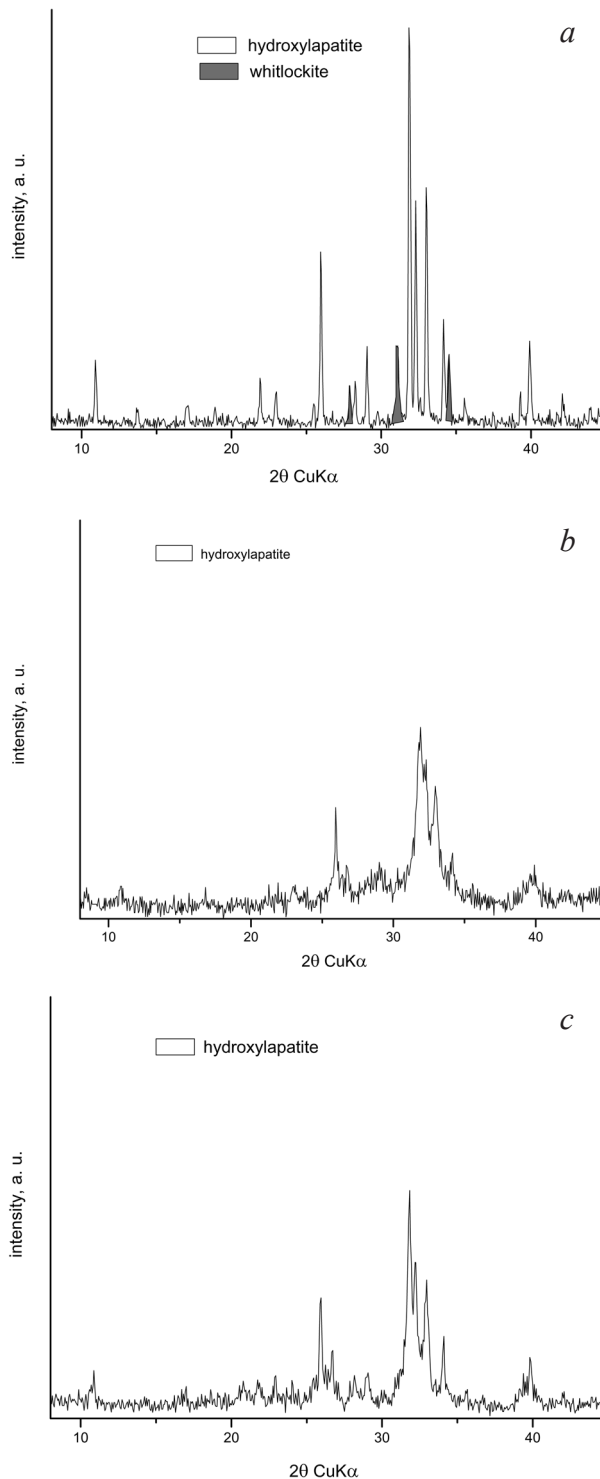 a
hydroxylapatite
whitlockite
intensity, a. u.
10 20 30 40
2θ CuKα
b
hydroxylapatite
intensity, a. u.
10 20 30 40
2θ CuKα
c
hydroxylapatite
intensity, a. u.
10 20 30 40
2θ CuKα